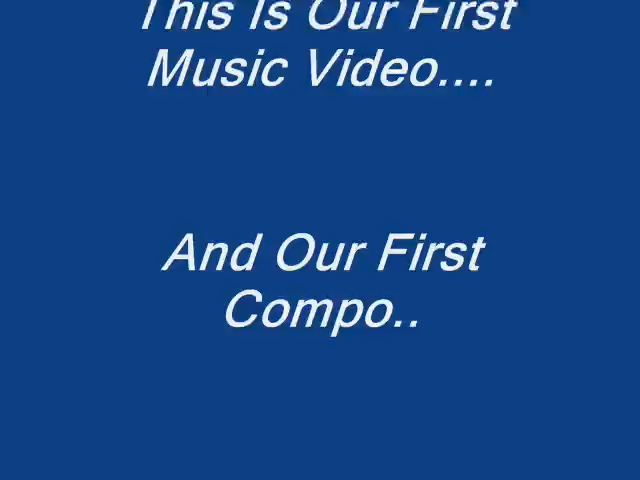 This Is Our First
Music Video....
And Our First
Compo..